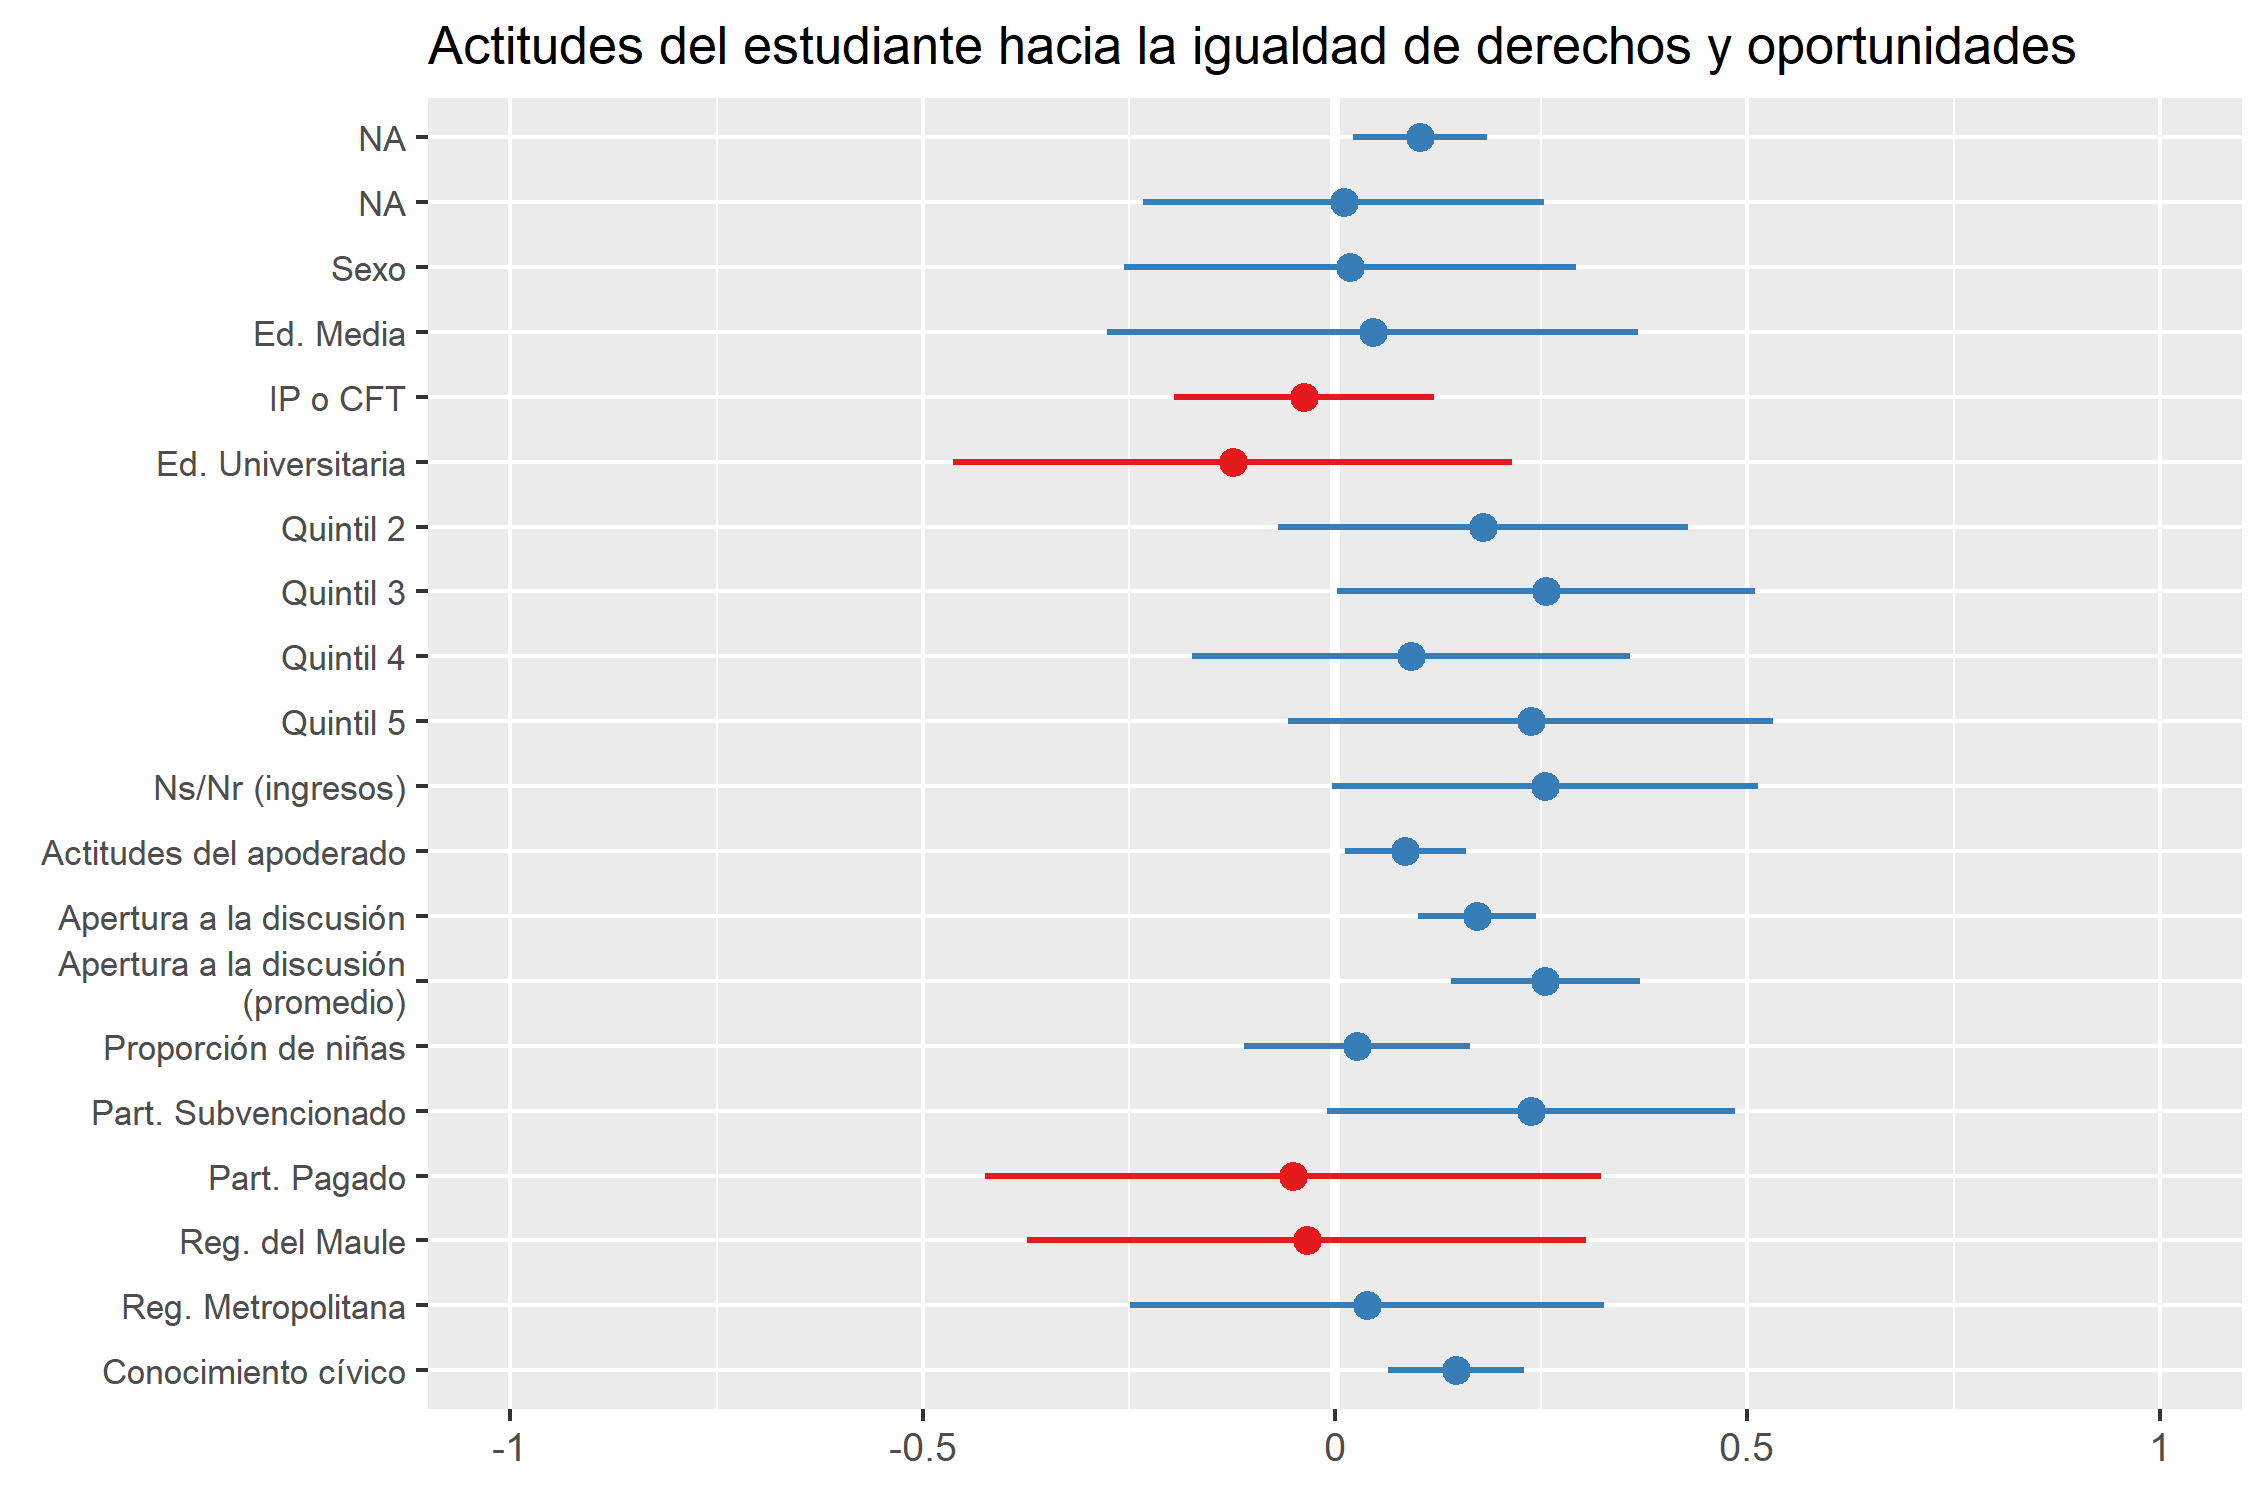 Actitudes del estudiante hacia la igualdad de derechos y oportunidades
NA
NA
Sexo
Ed. Media
IP o CFT
Ed. Universitaria
Quintil 2
Quintil 3
Quintil 4
Quintil 5
Ns/Nr (ingresos)
Actitudes del apoderado
Apertura a la discusión
Apertura a la discusión
(promedio)
Proporción de niñas
Part. Subvencionado
Part. Pagado
Reg. del Maule
Reg. Metropolitana
Conocimiento cívico
-1
-0.5
0
0.5
1